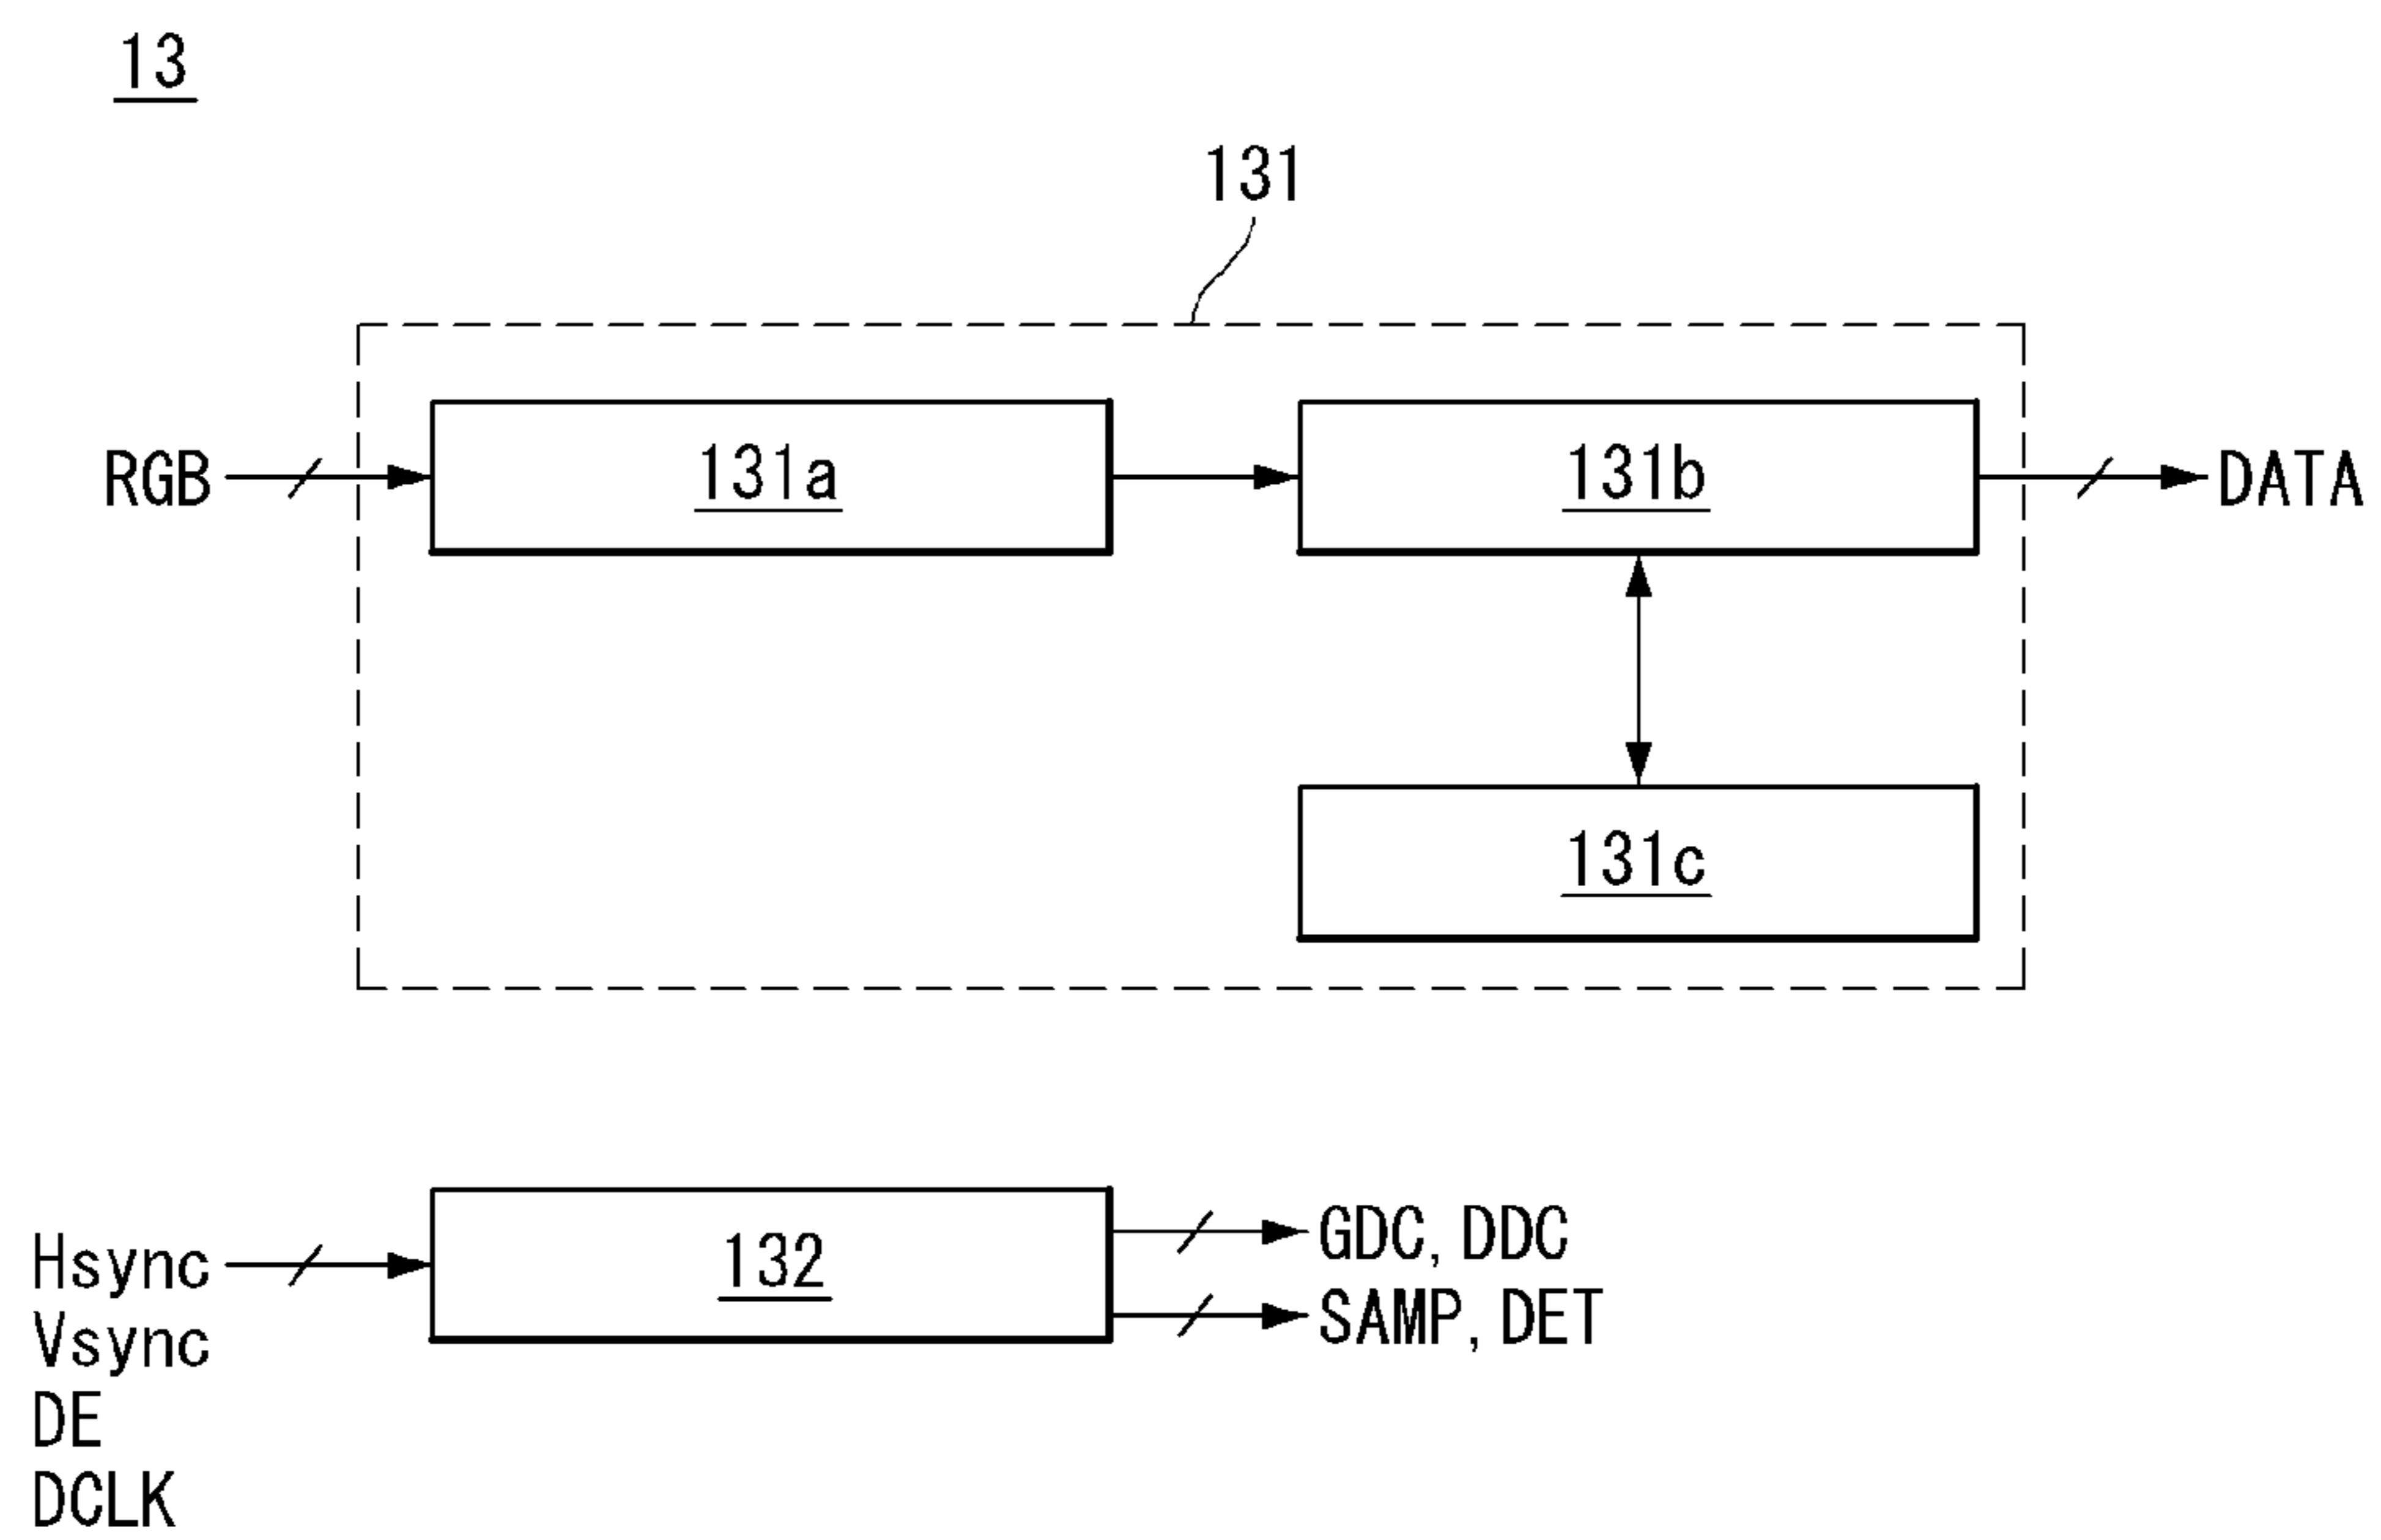 13
131
RGB
131a
131b
DATA
131c
Hsync
Vsync
DE
DCLK
132
GDC, DDC
SAMP, DET